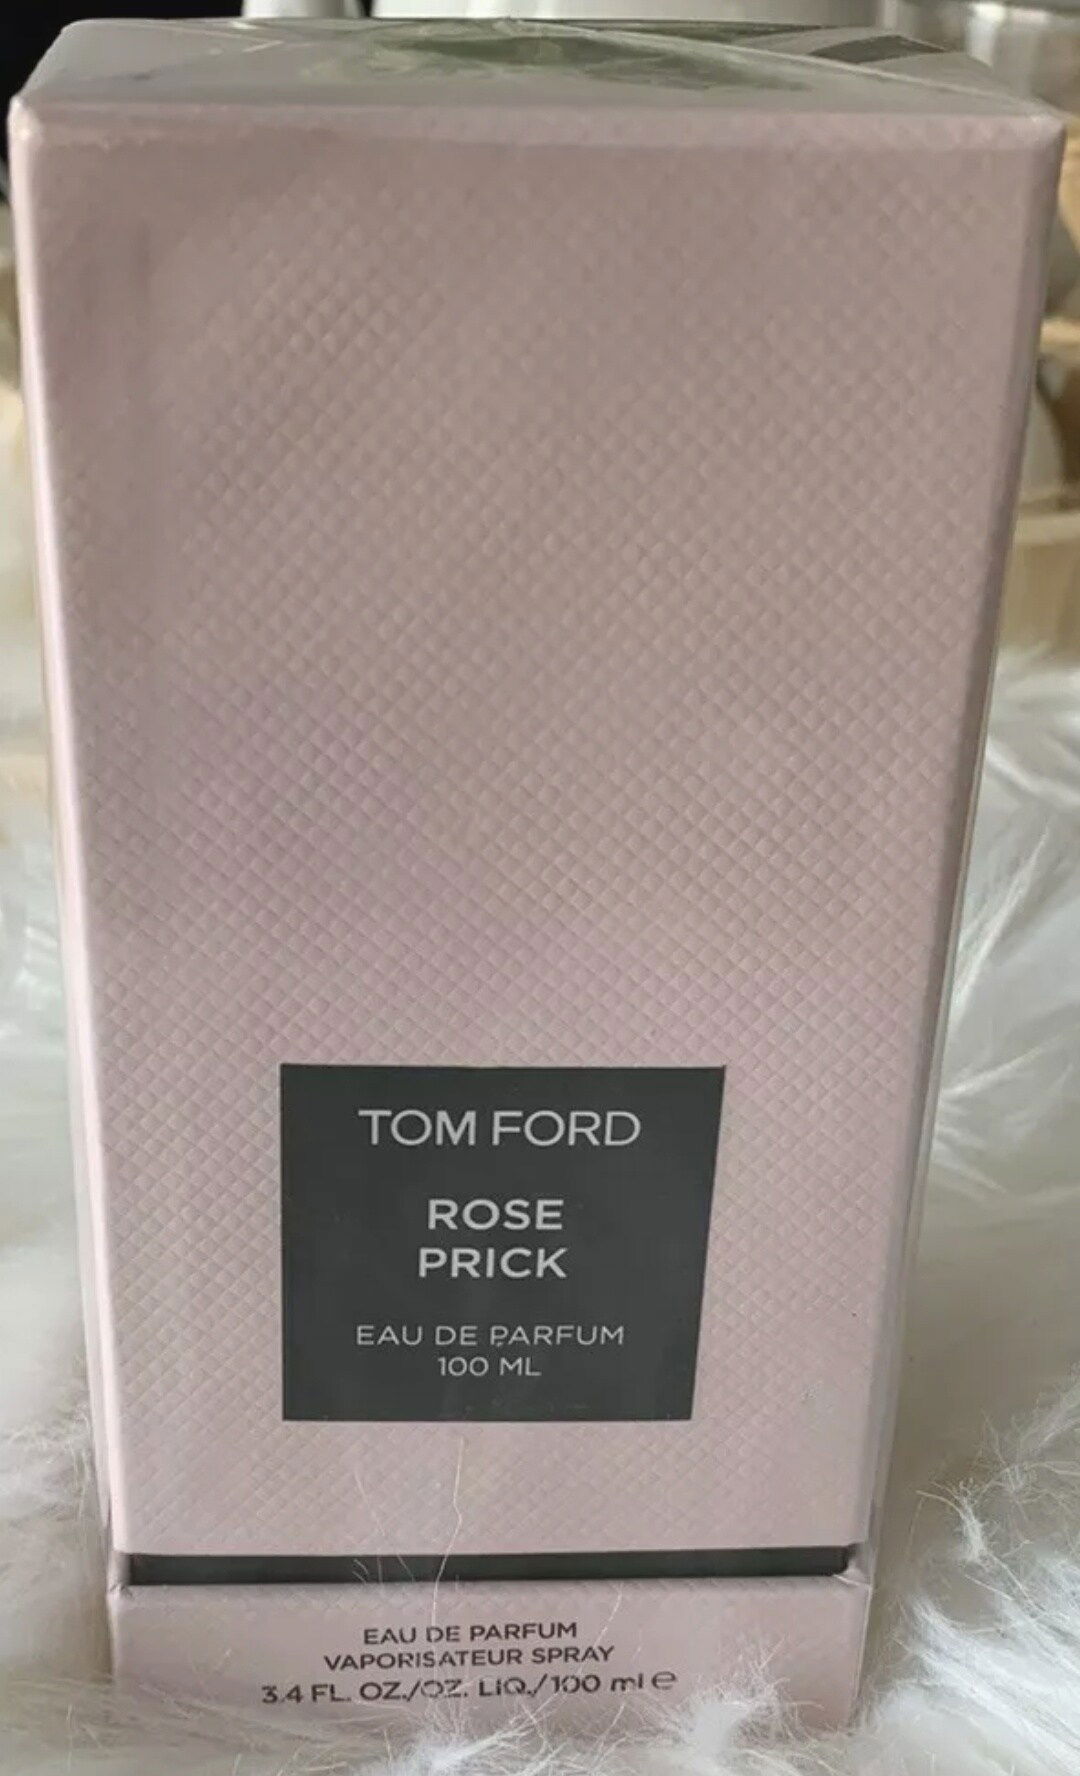 TOM FORD
ROSE
PRICK
EAU DE PARFUM
100 ML
EAU DE PARFUM
VAPORISATEUR SPRAY
3.4 FL. OZ./OZ. LIQ./100 ml ℮